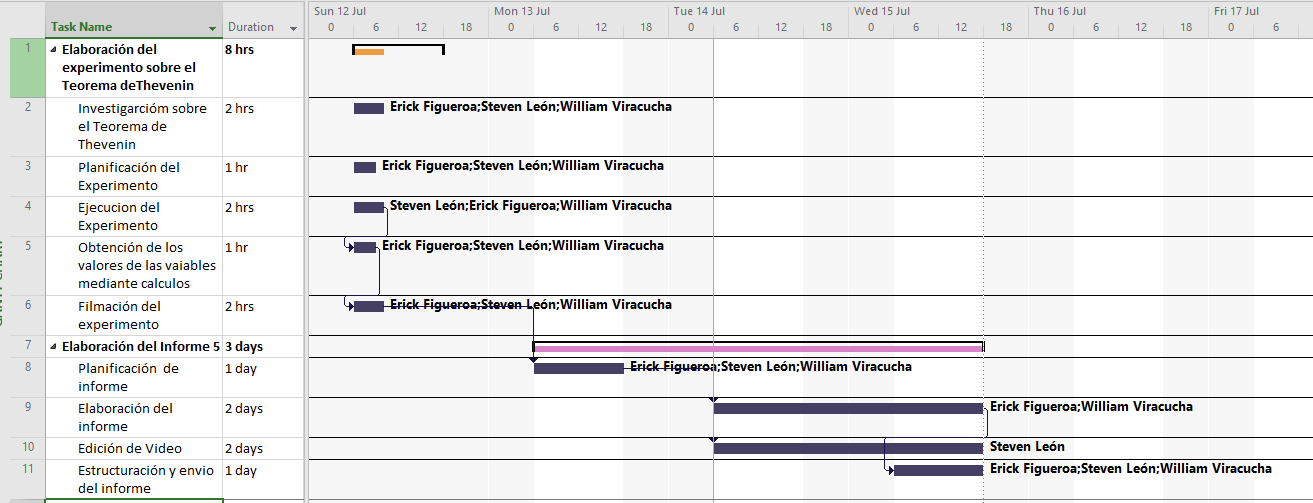 Sun 12 Jul Mon 13 Jul Tue 14 Jul Wed 15 Jul Thu 16 Jul Fri 17 Jul
Task Name Duration 0 6 12 18 0 6 12 18 0 6 12 18 0 6 12 18 0 6 12 18 0 6
1 Elaboración del 8 hrs
experimento sobre el
Teorema deThevenin
2 Investigarcióm sobre 2 hrs Erick Figueroa;Steven León;William Viracucha
el Teorema de
Thevenin
3 Planificación del 1 hr Erick Figueroa;Steven León;William Viracucha
Experimento
4 Ejecucion del 2 hrs Steven León;Erick Figueroa;William Viracucha
Experimento
5 Obtención de los 1 hr Erick Figueroa;Steven León;William Viracucha
valores de las vaiables
mediante calculos
6 Filmación del 2 hrs Erick Figueroa;Steven León;William Viracucha
experimento
7 Elaboración del Informe 5 3 days
8 Planificación de 1 day Erick Figueroa;Steven León;William Viracucha
informe
9 Elaboración del 2 days Erick Figueroa;William Viracucha
informe
10 Edición de Video 2 days Steven León
11 Estructuración y envio 1 day Erick Figueroa;Steven León;William Viracucha
del informe